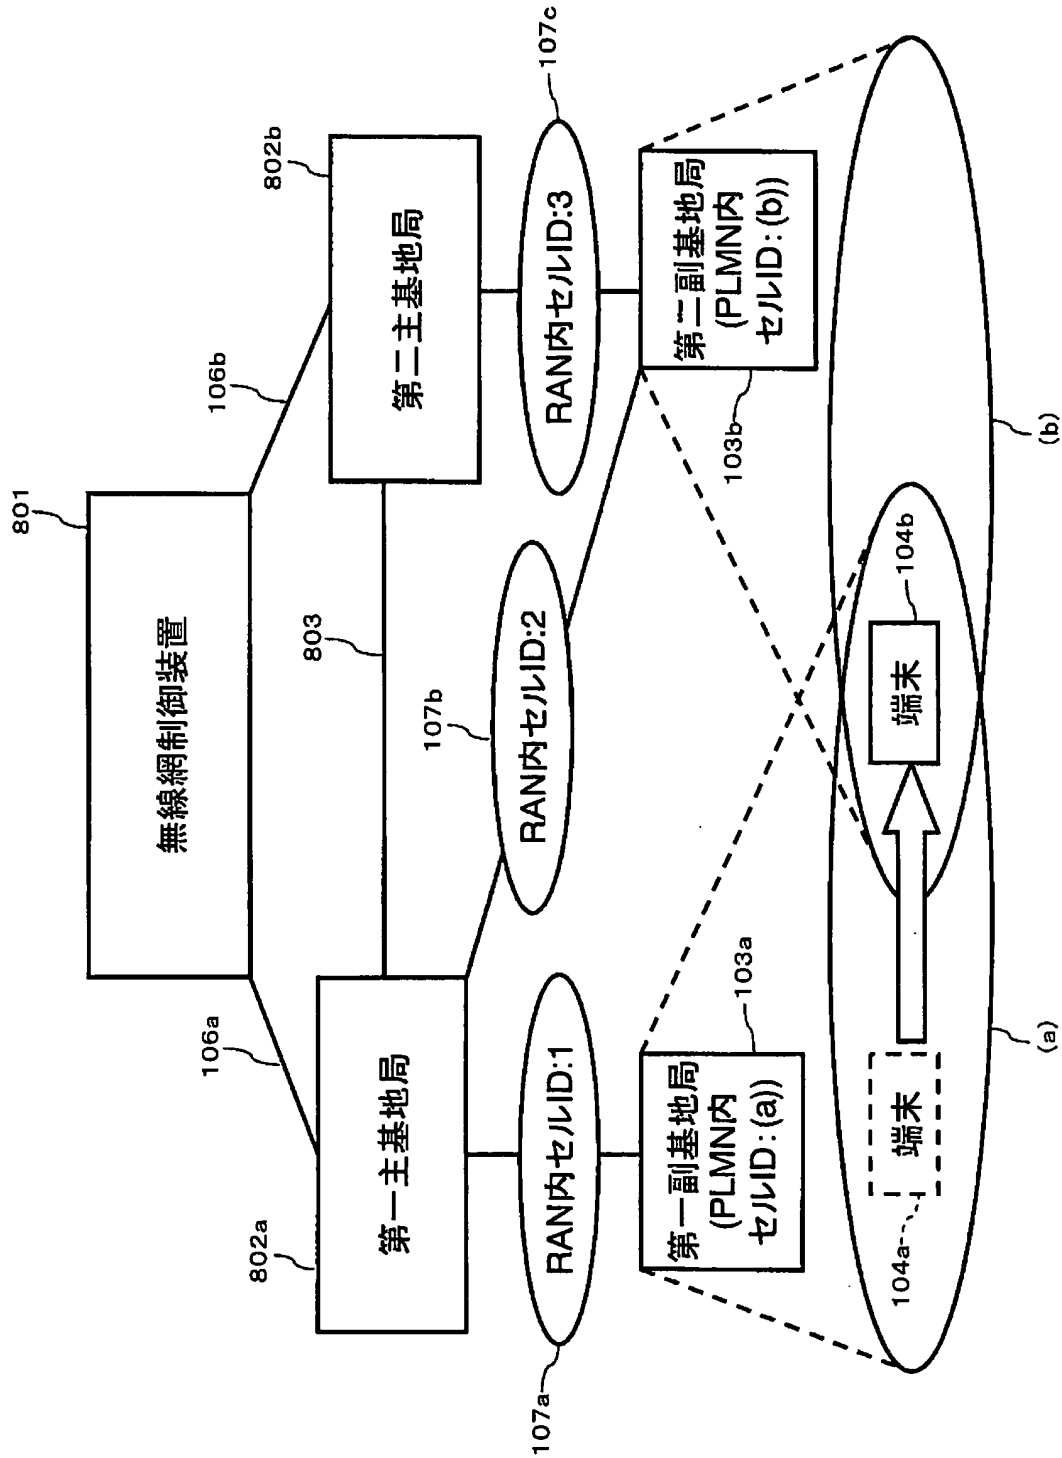 801
無線網制御装置
106a
106b
802a
第一主基地局
803
802b
第二主基地局
107a
RAN内セルID:1
107b
RAN内セルID:2
RAN内セルID:3
107c
第一副基地局
(PLMN内
セルID:(a))
103a
第二副基地局
(PLMN内
セルID:(b))
103b
104a
端末
端末
104b
(a)
(b)